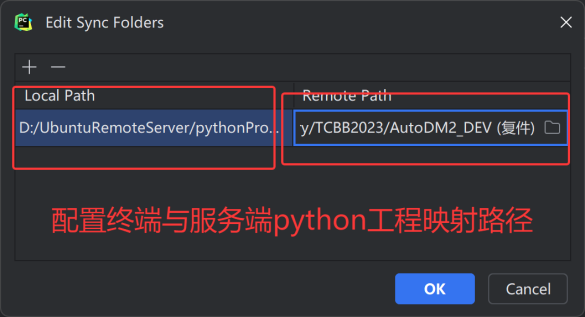 Edit Sync Folders
Local Path Remote Path
D:/UbuntuRemoteServer/pythonPro... y/TCBB2023/AutoDM2_DEV (复件)
配置终端与服务端python工程映射路径
OK Cancel